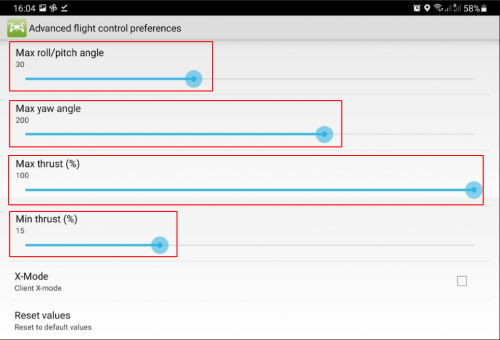 16:04
58%
Advanced flight control preferences
Max roll/pitch angle
30
Max yaw angle
200
Max thrust (%)
100
Min thrust (%)
15
X-Mode
Client X-mode
Reset values
Reset to default values